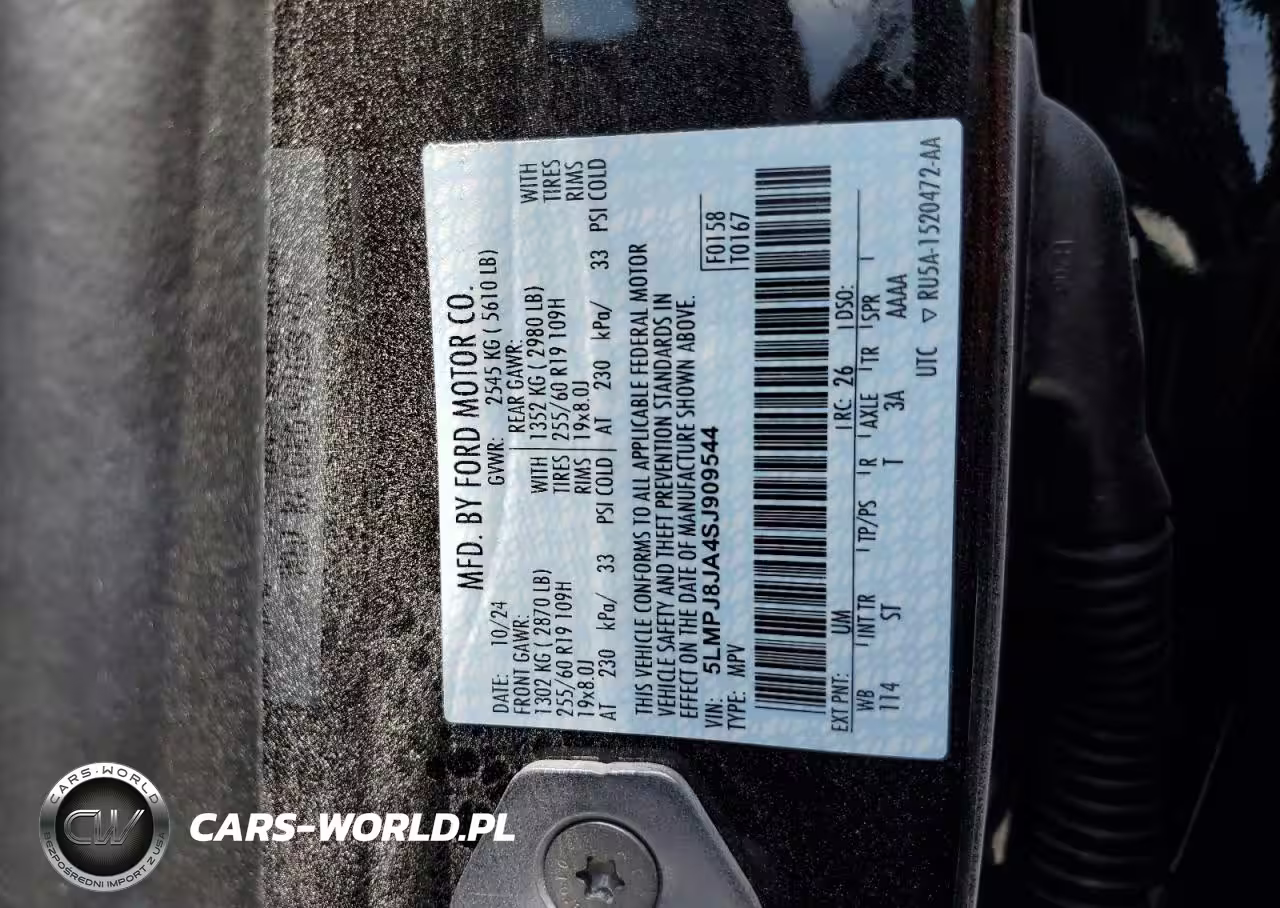 MFD. BY FORD MOTOR CO.
DATE: 10/24 GVWR: 2545 KG ( 5610 LB)
FRONT GAWR: REAR GAWR:
1302 KG ( 2870 LB) WITH 1352 KG ( 2980 LB) WITH
255/60 R19 109H TIRES 255/60 R19 109H TIRES
19x8.0J RIMS 19x8.0J RIMS
AT 230 kPa/ 33 PSI COLD AT 230 kPa/ 33 PSI COLD
THIS VEHICLE CONFORMS TO ALL APPLICABLE FEDERAL MOTOR
VEHICLE SAFETY AND THEFT PREVENTION STANDARDS IN
EFFECT ON THE DATE OF MANUFACTURE SHOWN ABOVE.
VIN: 5LMPJ8JA4SJ909544 F0158
TYPE: MPV T0167
EXT PNT: UM RC: 26 DSO:
WB INT TR TP/PS R AXLE TR SPR
114 ST T 3A AAAA
UTC ▽ RU5A-1520472-AA
CARS-WORLD
CW
BEZPOŚREDNI IMPORT Z USA
CARS-WORLD.PL